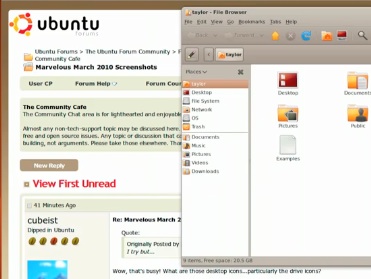 ubuntu
forums
Ubuntu Forums > The Ubuntu Forum Community >
Community Cafe
Marvelous March 2010 Screenshots
User CP
Forum Help
Forum Coun
The Community Cafe
The Community Chat area is for lighthearted and enjoyable
Almost any non-tech-support topic may be discussed here.
free and open source issues. Any topic or discussion that ca
building, not arguments. Please take those elsewhere. Thor
New Reply
View First Unread
41 Minutes Ago
cubeist
Dipped in Ubuntu
Re: Marvelous March 2
Quote:
Originally Posted by
I try but...
Wow, that's busy! What are those desktop icons...particularly the drive icons?
taylor - File Browser
File Edit View Go Bookmarks Tabs Help
Back
taylor
Places
taylor
Desktop
File System
Network
OS
Trash
Documents
Music
Pictures
Videos
Downloads
Desktop
Document
Pictures
Public
Examples
9 items, Free space: 20.5 GB